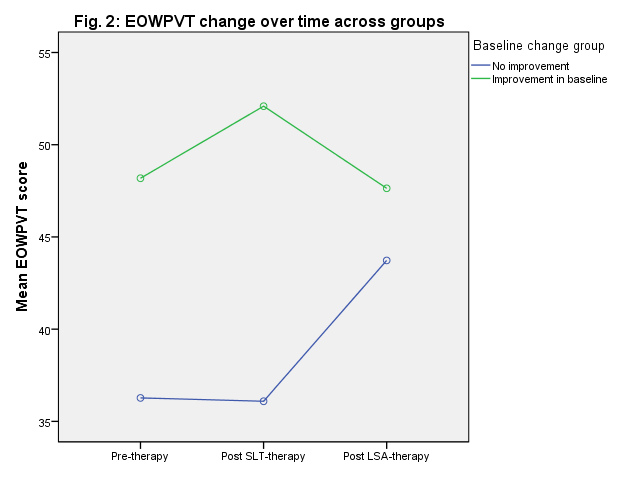 Fig. 2: EOWPVT change over time across groups
Baseline change group
No improvement
Improvement in baseline
Mean EOWPVT score
55
50
45
40
35
Pre-therapy
Post SLT-therapy
Post LSA-therapy